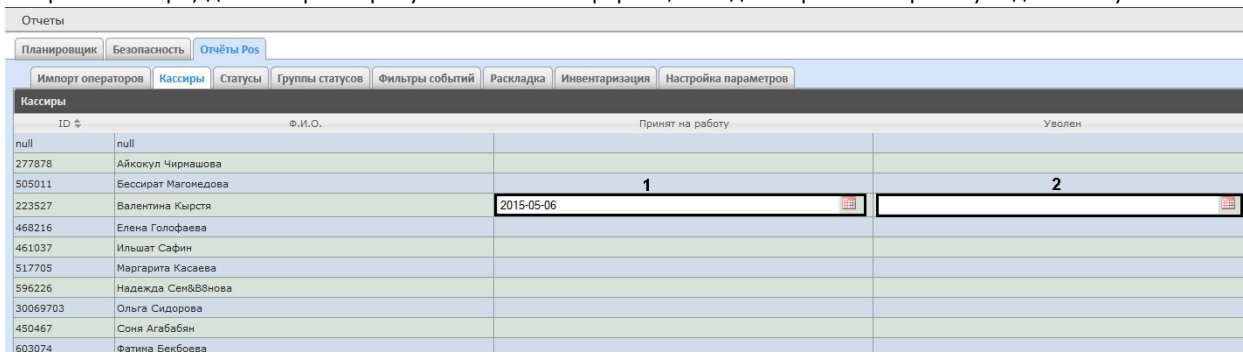 Отчеты
Планировщик Безопасность Отчёты Pos
Импорт операторов Кассиры Статусы Группы статусов Фильтры событий Раскладка Инвентаризация Настройка параметров
Кассиры
ID Ф.И.О. Принят на работу Уволен
null null
277878 Айкокул Чирмашова
505011 Бессират Магомедова 1 2
223527 Валентина Кырстя 2015-05-06
468216 Елена Голофаева
461037 Ильшат Сафин
517705 Маргарита Касаева
596226 Надежда Сем&B8нова
30069703 Ольга Сидорова
450467 Соня Агабабян
603074 Фатима Бекбоева